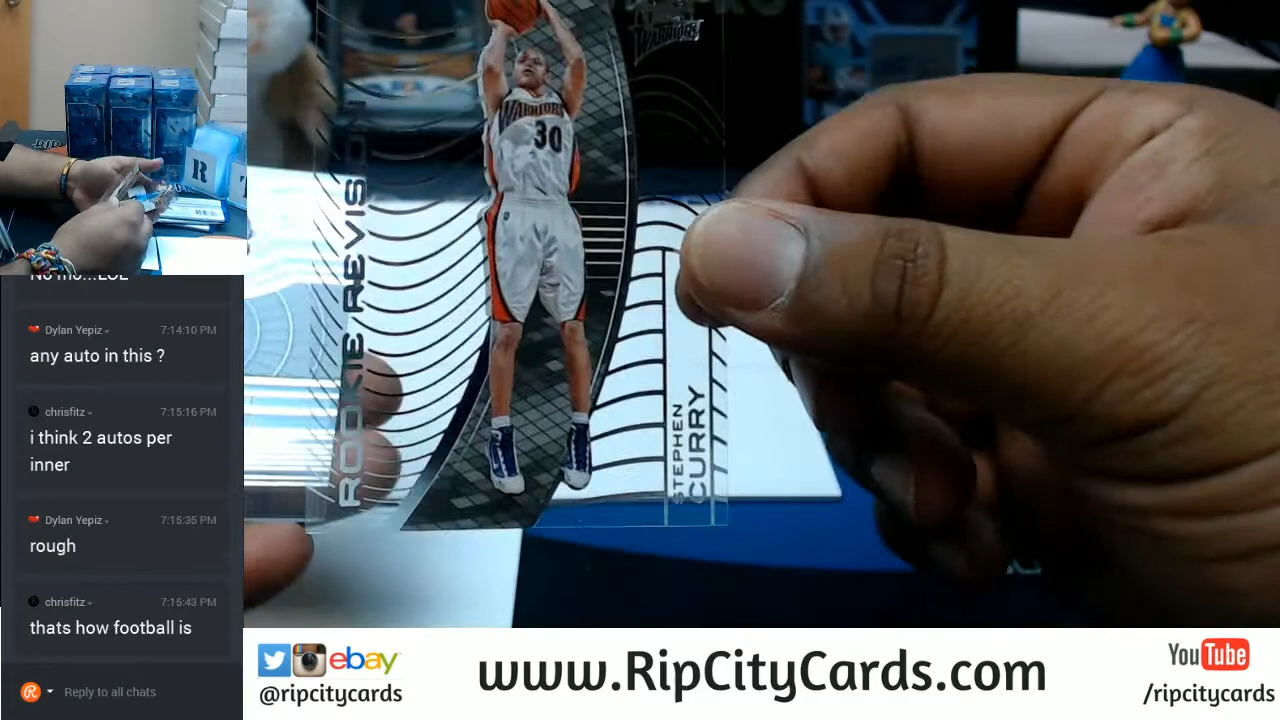 WARRIORS
WARRIORS
30
ROOKIE REVIS
STEPHEN
CURRY
R
Dylan Yepiz
7:14:10 PM
any auto in this ?
chrisfitz
7:15:16 PM
i think 2 autos per
inner
Dylan Yepiz
7:15:35 PM
rough
chrisfitz
7:15:43 PM
thats how football is
Reply to all chats
ebay
@ripcitycards
www.RipCityCards.com
YouTube
/ripcitycards